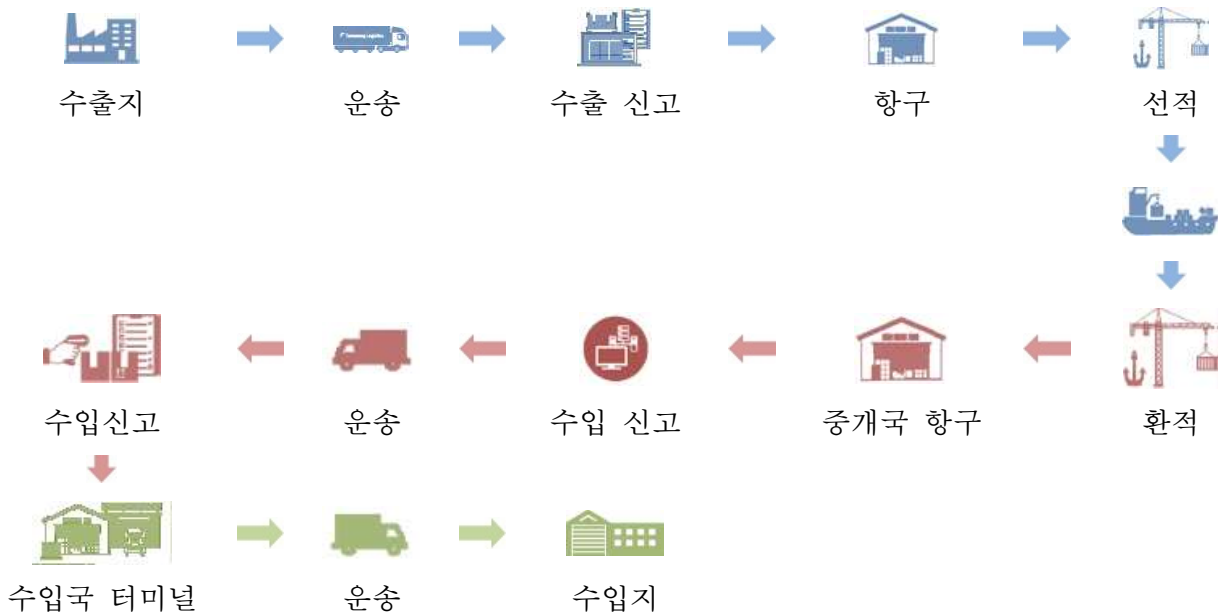 수출지 운송 수출 신고 항구 선적
수입신고 운송 수입 신고 중개국 항구 환적
수입국 터미널 운송 수입지